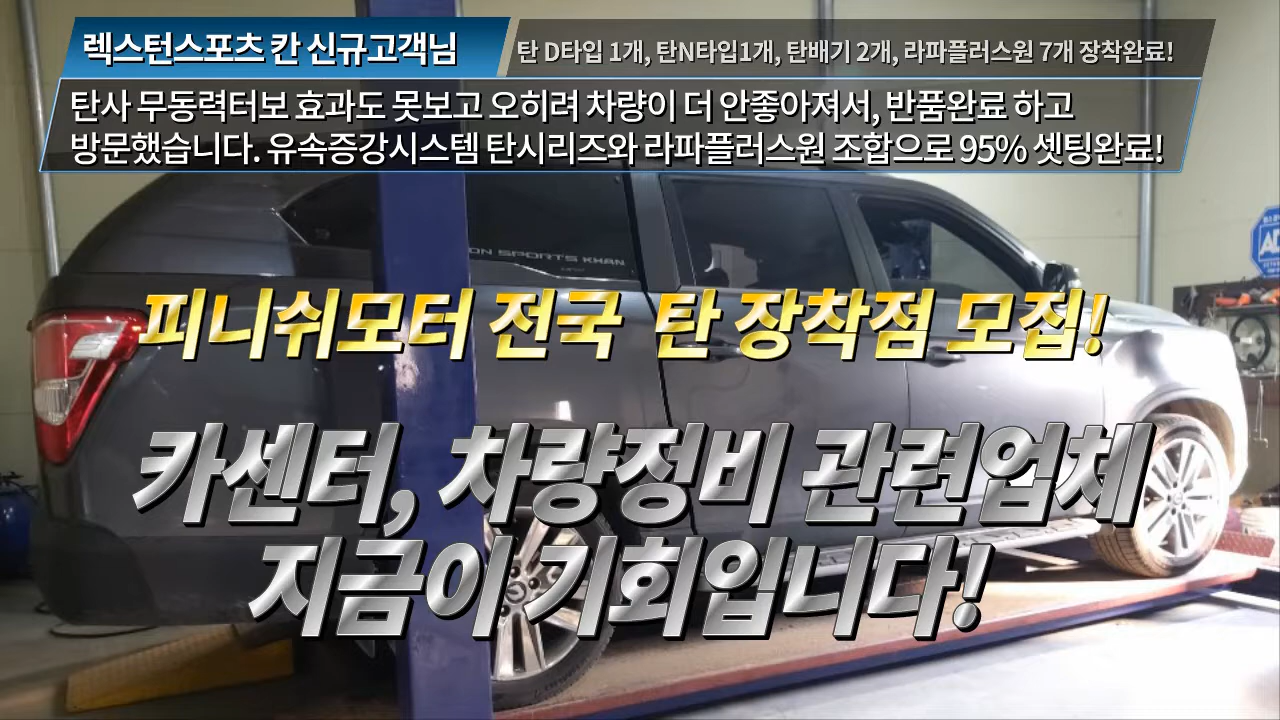 렉스턴스포츠 칸 신규고객님
탄 D타입 1개, 탄N타입1개, 탄배기 2개, 라파플러스원 7개 장착완료!
탄사 무동력터보 효과도 못보고 오히려 차량이 더 안좋아져서, 반품완료 하고
방문했습니다. 유속증강시스템 탄시리즈와 라파플러스원 조합으로 95% 셋팅완료!
ON SPORTS KHAN
피니쉬모터 전국 탄 장착점 모집!
카센터, 차량정비 관련업체
지금이 기회입니다!